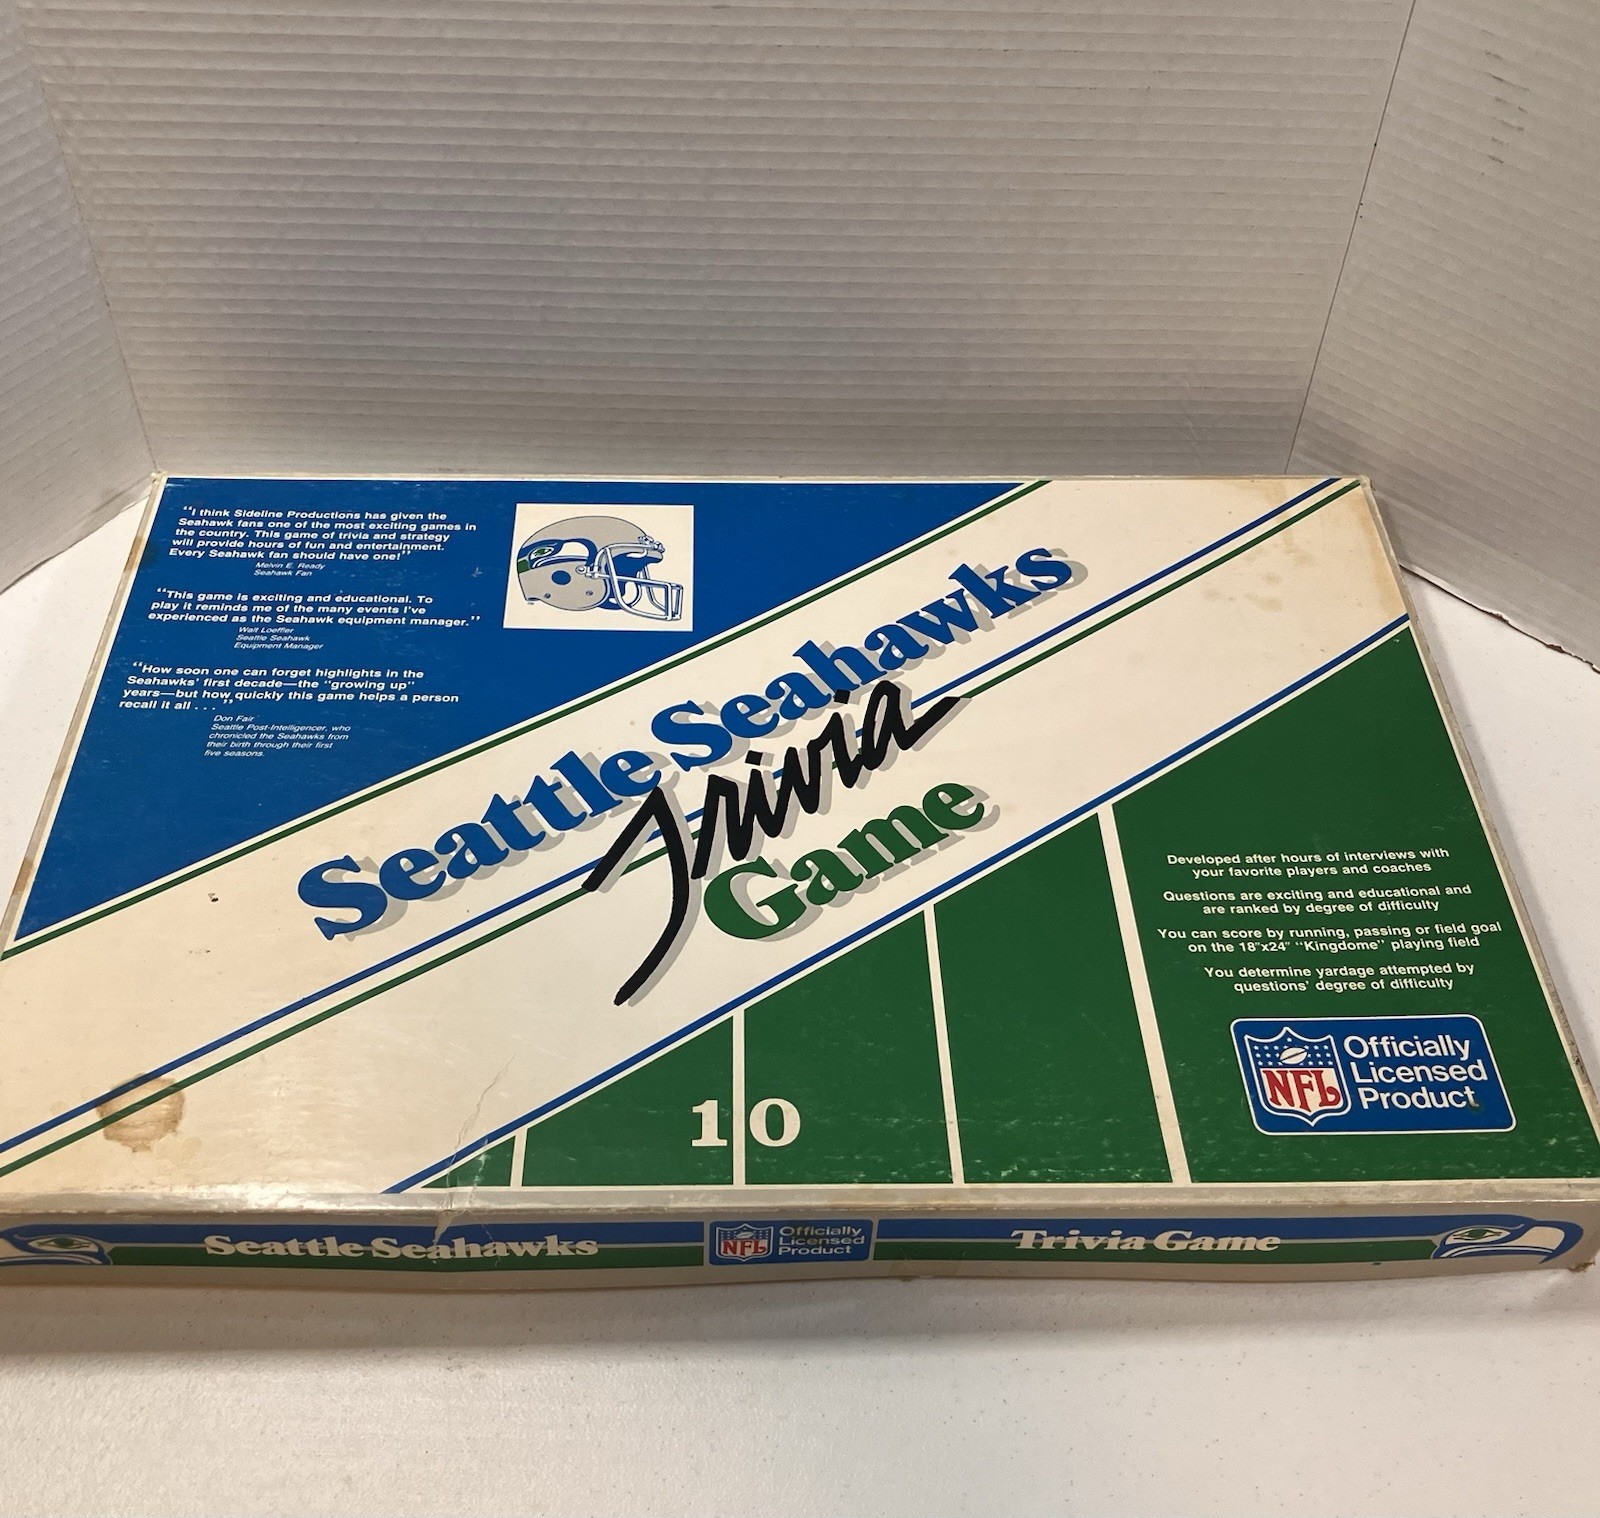 “I think Sideline Productions has given the
Seahawk fans one of the most exciting games in
the country. This game of trivia and strategy
will provide hours of fun and entertainment.
Every Seahawk fan should have one!”
Melvin E. Ready
Seahawk Fan
“This game is exciting and educational. To
play it reminds me of the many events I've
experienced as the Seahawk equipment manager.”
Walt Loeffler
Seattle Seahawk
Equipment Manager
“How soon one can forget highlights in the
Seahawks' first decade—the “growing up”
years—but how quickly this game helps a person
recall it all . . . ”
Don Fair
Seattle Post-Intelligencer, who
chronicled the Seahawks from
their birth through their first
five seasons.
Seattle Seahawks
Trivia
Game
Developed after hours of interviews with
your favorite players and coaches
Questions are exciting and educational and
are ranked by degree of difficulty
You can score by running, passing or field goal
on the 18"x24" “Kingdome” playing field
You determine yardage attempted by
questions' degree of difficulty
NFL
Officially
Licensed
Product
10
Seattle Seahawks
NFL
Officially
Licensed
Product
Trivia Game